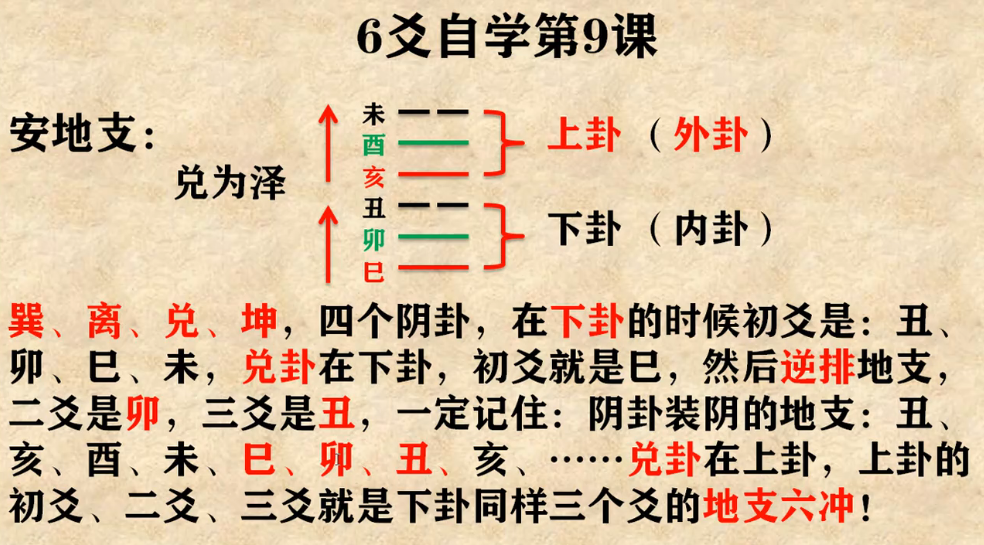 6爻自学第9课
安地支：
兑为泽
未
酉
亥
丑
卯
巳
上卦（外卦）
下卦（内卦）
巽、离、兑、坤，四个阴卦，在下卦的时候初爻是：丑、
卯、巳、未，兑卦在下卦，初爻就是巳，然后逆排地支，
二爻是卯，三爻是丑，一定记住：阴卦装阴的地支：丑、
亥、酉、未、巳、卯、丑、亥、……兑卦在上卦，上卦的
初爻、二爻、三爻就是下卦同样三个爻的地支六冲！